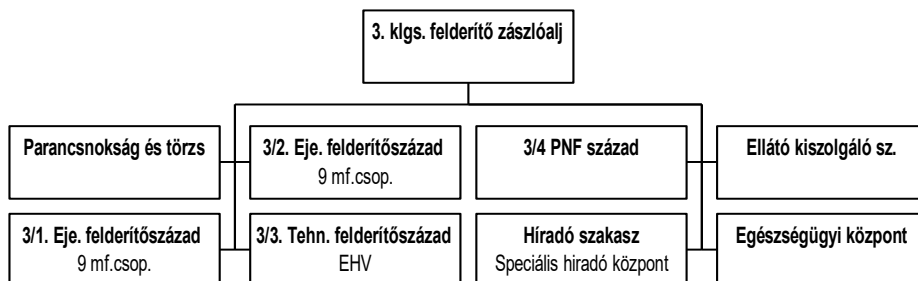 3. klgs. felderítő zászlóalj
Parancsnokság és törzs
3/2. Eje. felderítőszázad
9 mf.csop.
3/4 PNF század
Ellátó kiszolgáló sz.
3/1. Eje. felderítőszázad
9 mf.csop.
3/3. Tehn. felderítőszázad
EHV
Híradó szakasz
Speciális hiradó központ
Egészségügyi központ